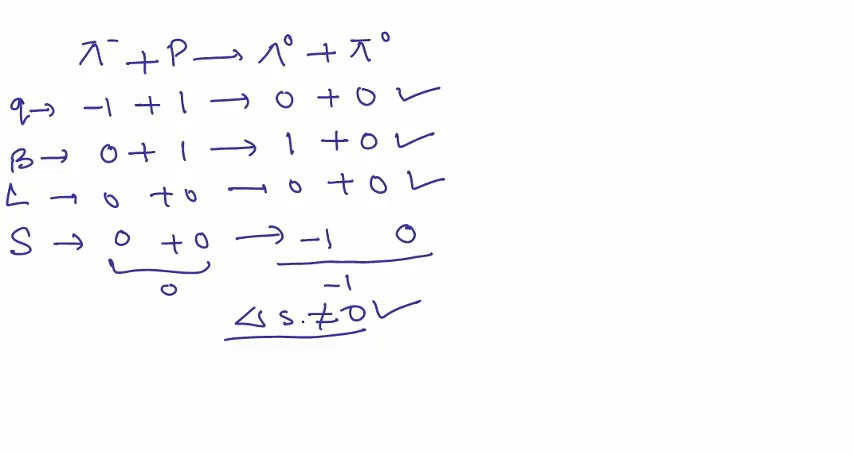 π⁻ + P → Λ⁰ + π⁰
q → -1 + 1 → 0 + 0 ✓
B → 0 + 1 → 1 + 0 ✓
L → 0 + 0 → 0 + 0 ✓
S → 0 + 0 → -1 0
0 -1
Δ s. ≠ 0 ✓